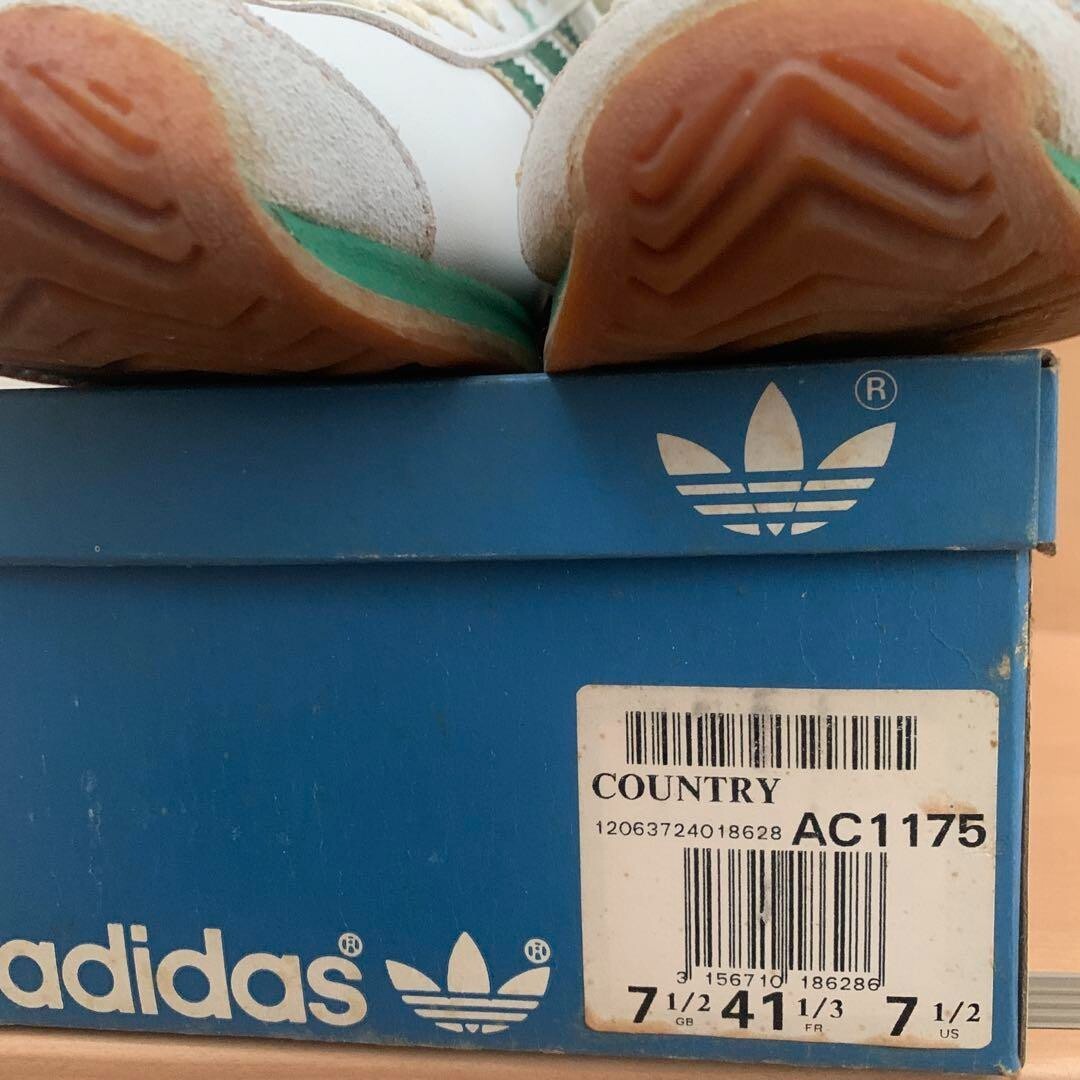 ®
COUNTRY
12063724018628 AC1175
3 156710 186286
7 1/2 GB 41 1/3 FR 7 1/2 US
adidas® ®